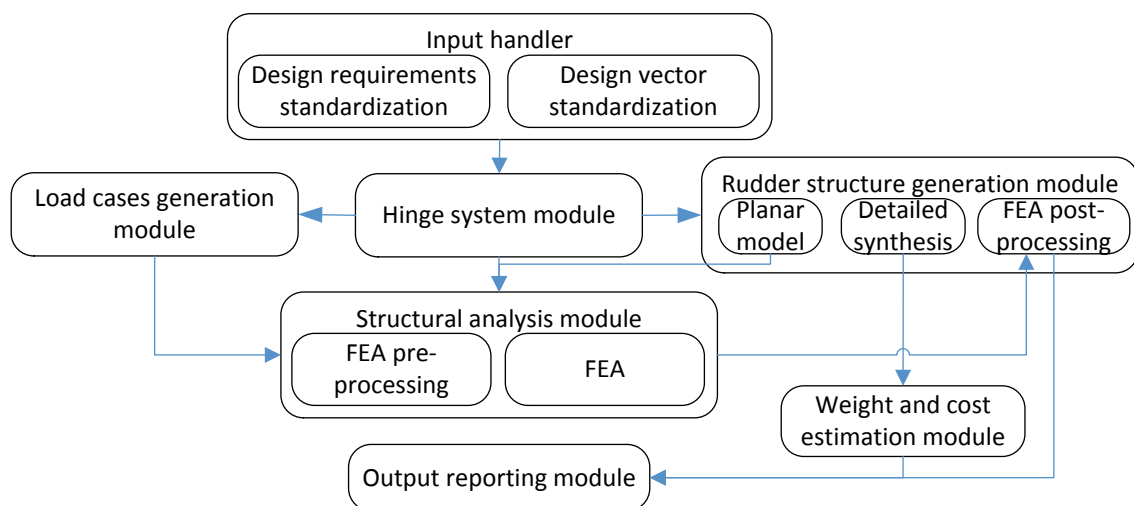 Input handler
Design requirements
standardization
Design vector
standardization
Load cases generation
module
Hinge system module
Rudder structure generation module
Planar
model
Detailed
synthesis
FEA post-
processing
Structural analysis module
FEA pre-
processing
FEA
Weight and cost
estimation module
Output reporting module